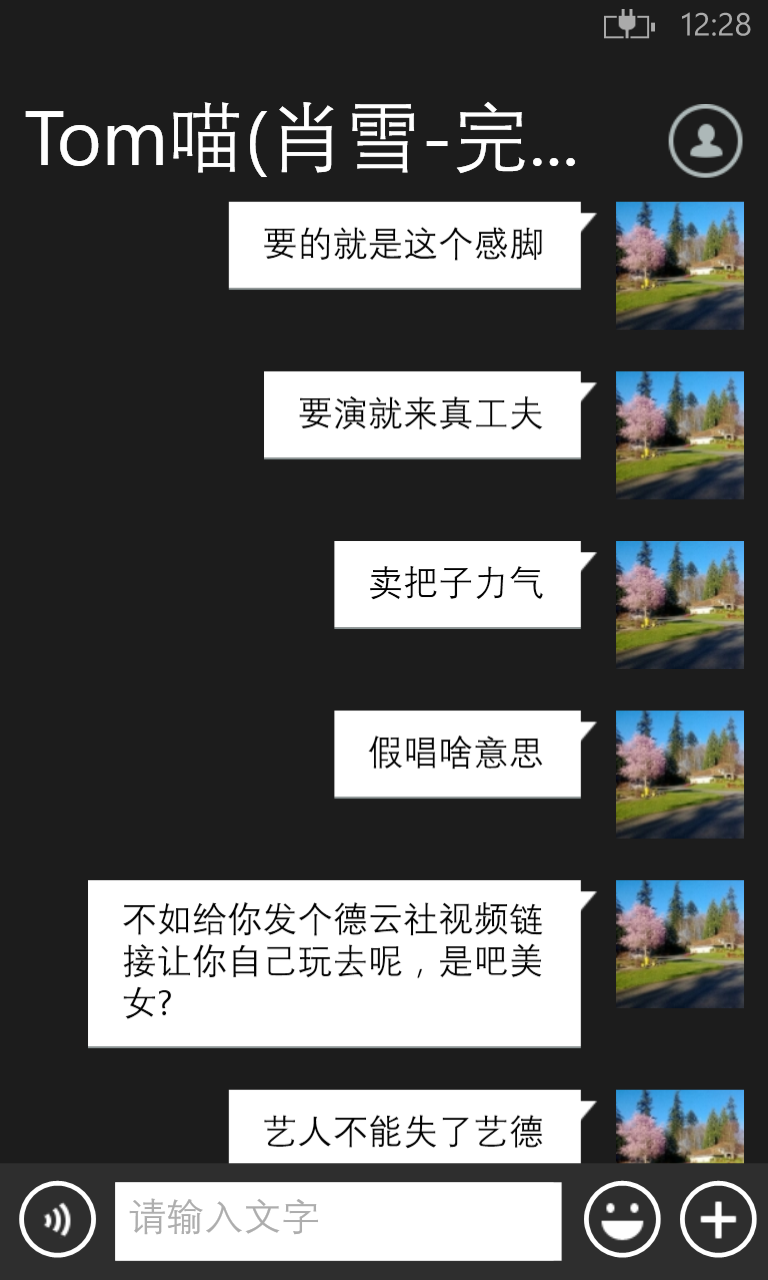 12:28
Tom喵(肖雪-完...
要的就是这个感脚
要演就来真工夫
卖把子力气
假唱啥意思
不如给你发个德云社视频链
接让你自己玩去呢，是吧美
女?
艺人不能失了艺德
请输入文字